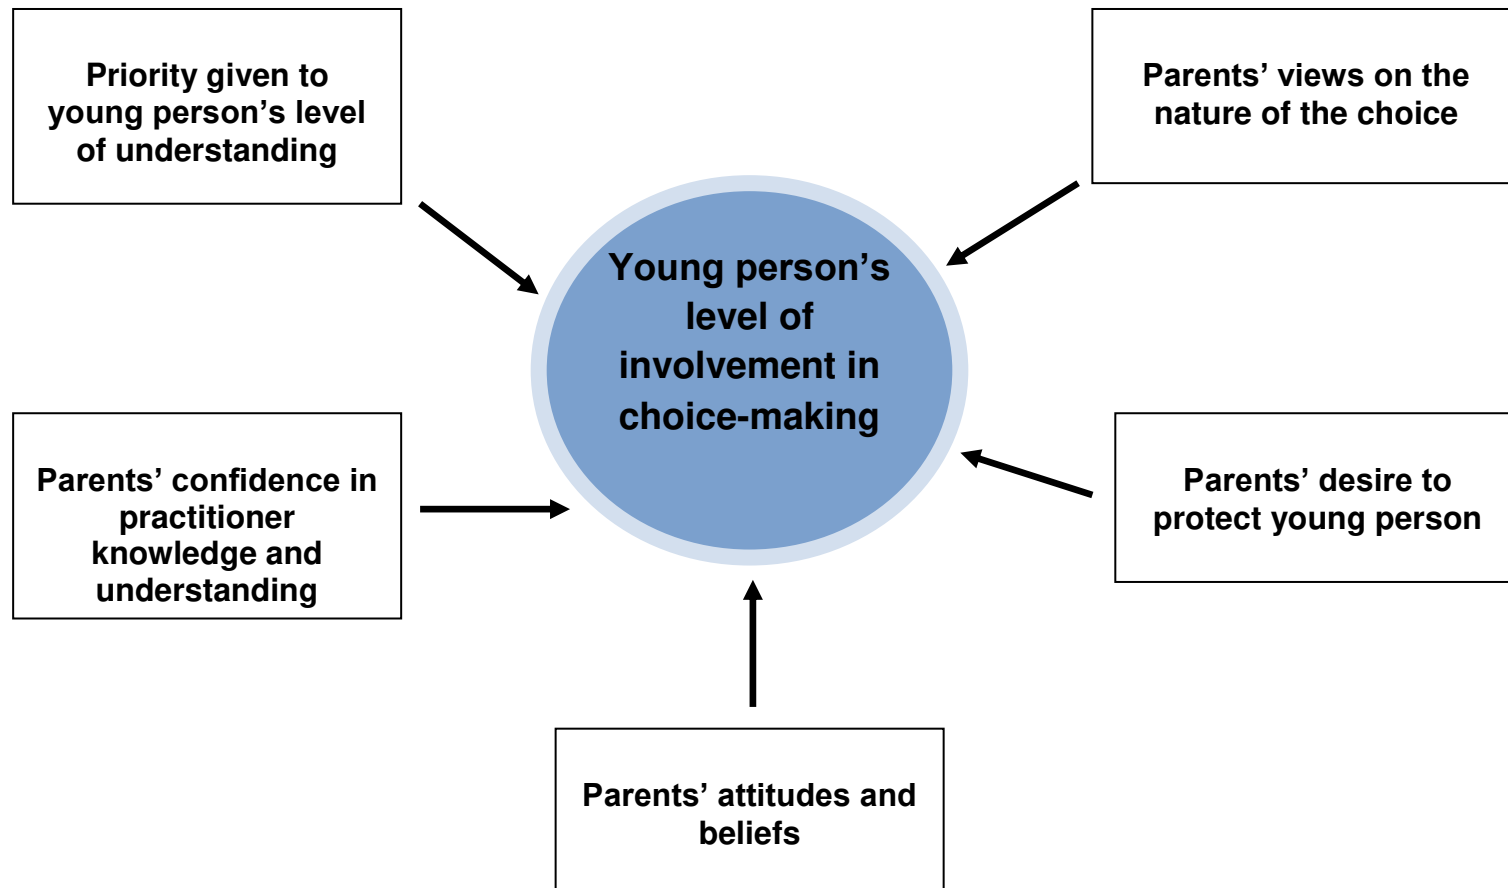 Priority given to
young person’s level
of understanding
Parents’ views on the
nature of the choice
Young person’s
level of
involvement in
choice-making
Parents’ confidence in
practitioner
knowledge and
understanding
Parents’ desire to
protect young person
Parents’ attitudes and
beliefs